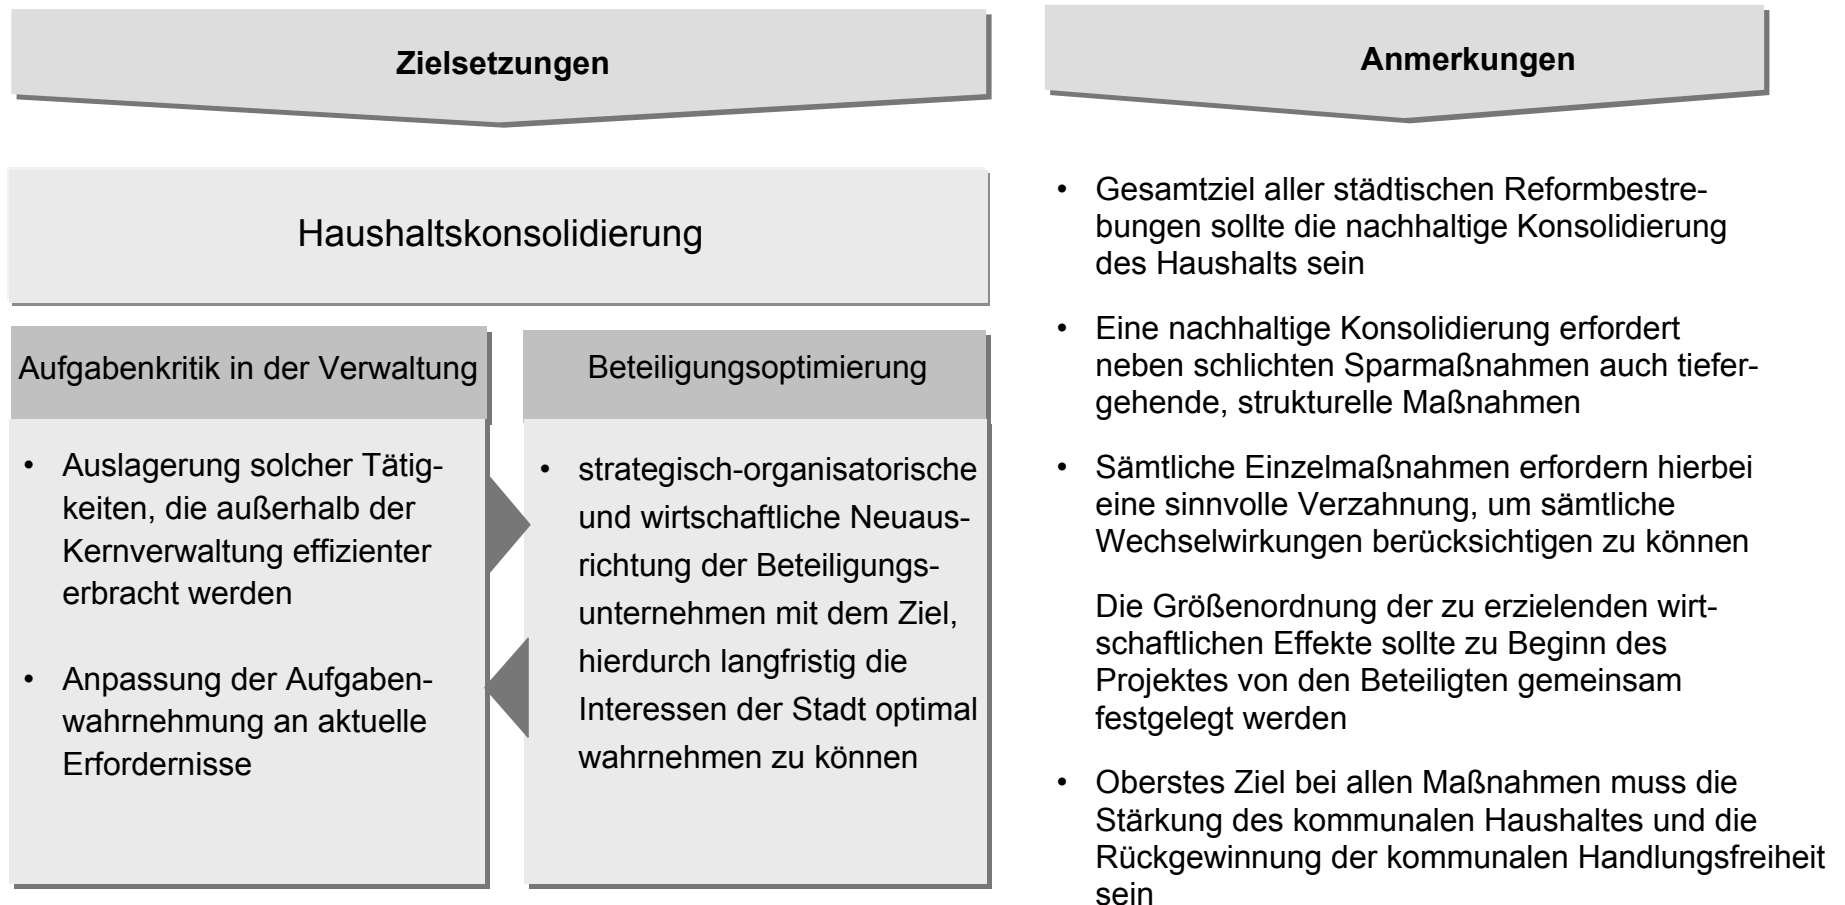 Zielsetzungen
Haushaltskonsolidierung
Aufgabenkritik in der Verwaltung
• Auslagerung solcher Tätig-
keiten, die außerhalb der
Kernverwaltung effizienter
erbracht werden
• Anpassung der Aufgaben-
wahrnehmung an aktuelle
Erfordernisse
Beteiligungsoptimierung
• strategisch-organisatorische
und wirtschaftliche Neuaus-
richtung der Beteiligungs-
unternehmen mit dem Ziel,
hierdurch langfristig die
Interessen der Stadt optimal
wahrnehmen zu können
Anmerkungen
• Gesamtziel aller städtischen Reformbestre-
bungen sollte die nachhaltige Konsolidierung
des Haushalts sein
• Eine nachhaltige Konsolidierung erfordert
neben schlichten Sparmaßnahmen auch tiefer-
gehende, strukturelle Maßnahmen
• Sämtliche Einzelmaßnahmen erfordern hierbei
eine sinnvolle Verzahnung, um sämtliche
Wechselwirkungen berücksichtigen zu können
Die Größenordnung der zu erzielenden wirt-
schaftlichen Effekte sollte zu Beginn des
Projektes von den Beteiligten gemeinsam
festgelegt werden
• Oberstes Ziel bei allen Maßnahmen muss die
Stärkung des kommunalen Haushaltes und die
Rückgewinnung der kommunalen Handlungsfreiheit
sein